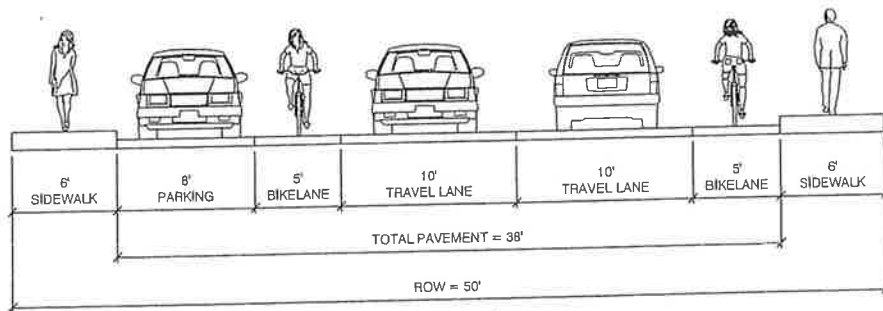 6'
SIDEWALK
8'
PARKING
5'
BIKELANE
10'
TRAVEL LANE
10'
TRAVEL LANE
5'
BIKELANE
6'
SIDEWALK
TOTAL PAVEMENT = 38'
ROW = 50'